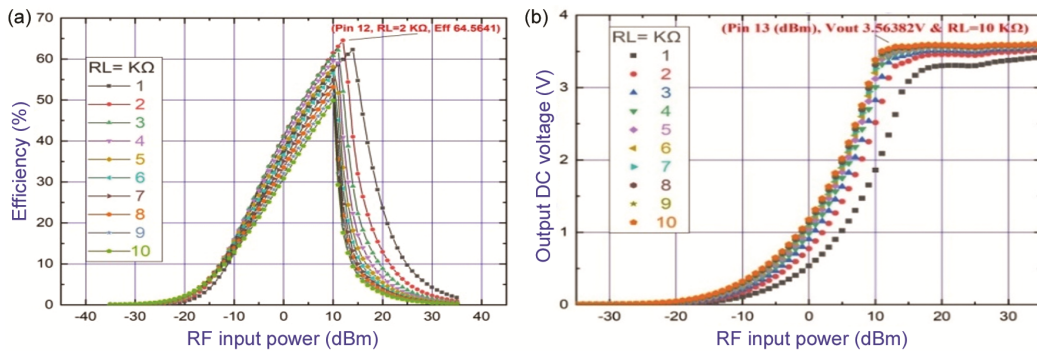 (a)
(Pin 12, RL=2 KΩ, Eff 64.5641)
Efficiency (%)
70
60
50
40
30
20
10
0
RL= KΩ
1
2
3
4
5
6
7
8
9
10
-40 -30 -20 -10 0 10 20 30 40
RF input power (dBm)
(b)
(Pin 13 (dBm), Vout 3.56382V & RL=10 KΩ)
Output DC voltage (V)
4
3
2
1
0
RL= KΩ
1
2
3
4
5
6
7
8
9
10
-30 -20 -10 0 10 20 30
RF input power (dBm)